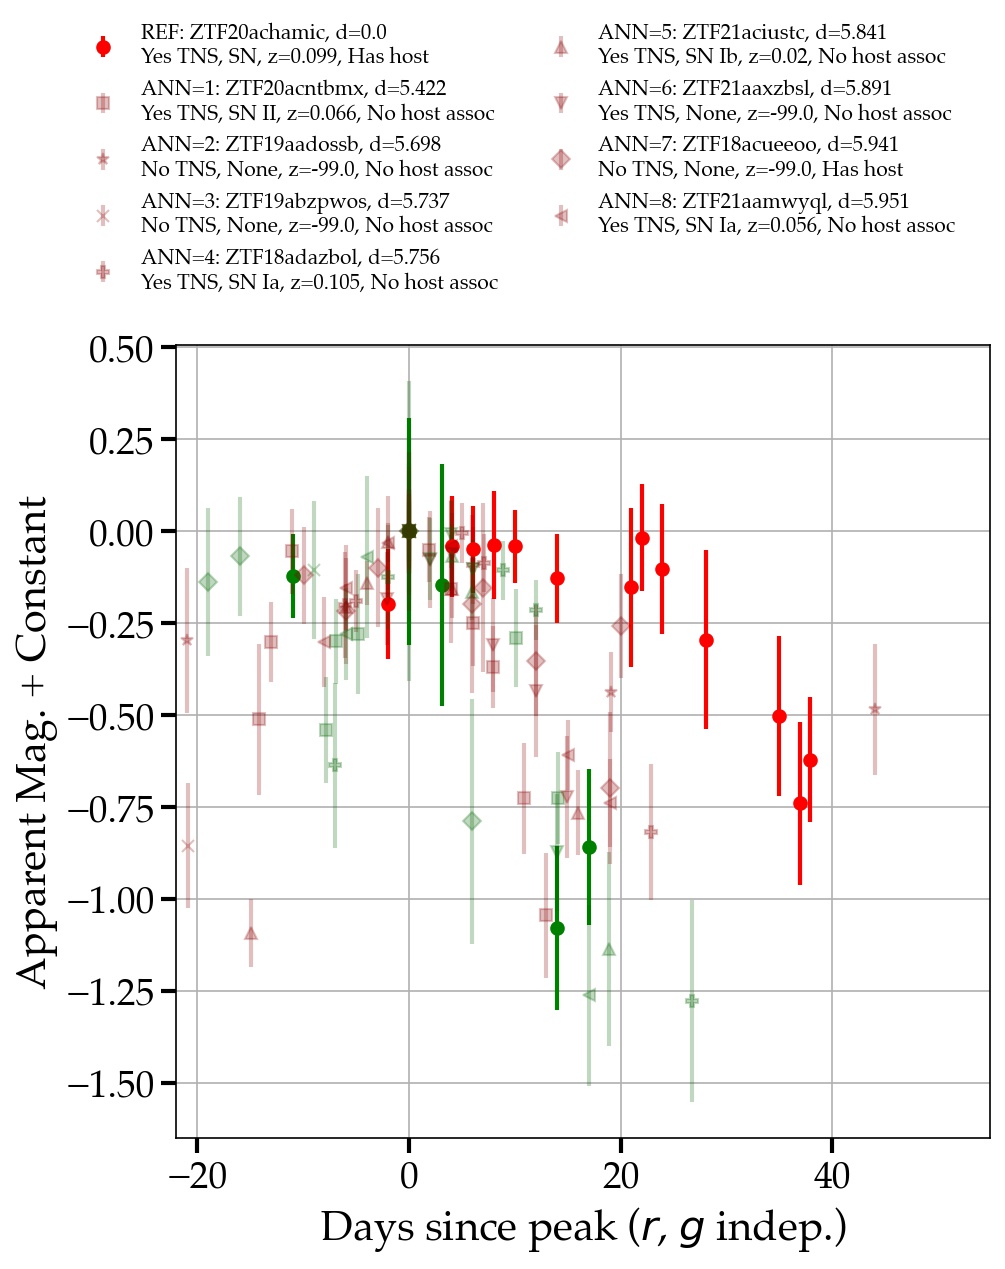 REF: ZTF20achamic, d=0.0
Yes TNS, SN, z=0.099, Has host
ANN=1: ZTF20acntbmx, d=5.422
Yes TNS, SN II, z=0.066, No host assoc
ANN=2: ZTF19aadossb, d=5.698
No TNS, None, z=-99.0, No host assoc
ANN=3: ZTF19abzpwos, d=5.737
No TNS, None, z=-99.0, No host assoc
ANN=4: ZTF18adazbol, d=5.756
Yes TNS, SN Ia, z=0.105, No host assoc
ANN=5: ZTF21aciustc, d=5.841
Yes TNS, SN Ib, z=0.02, No host assoc
ANN=6: ZTF21aaxzbsl, d=5.891
Yes TNS, None, z=-99.0, No host assoc
ANN=7: ZTF18acueeoo, d=5.941
No TNS, None, z=-99.0, Has host
ANN=8: ZTF21aamwyql, d=5.951
Yes TNS, SN Ia, z=0.056, No host assoc
Apparent Mag. + Constant
0.50
0.25
0.00
−0.25
−0.50
−0.75
−1.00
−1.25
−1.50
−20
0
20
40
Days since peak (r, g indep.)